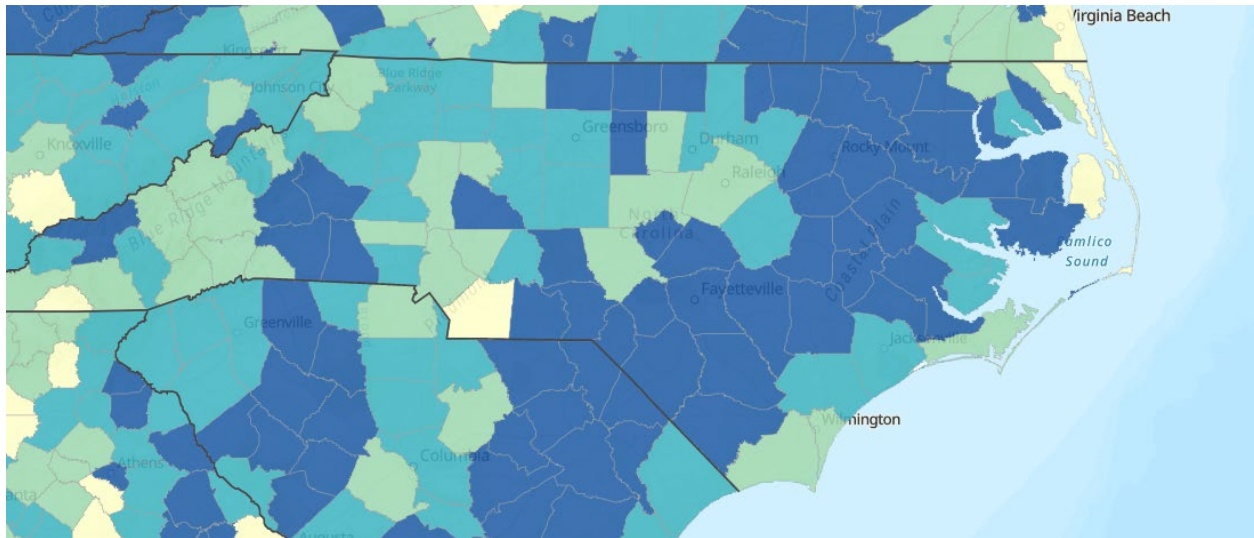 Virginia Beach
Kingsport
Johnson City
Blue Ridge
Parkway
Knoxville
Greensboro
Durham
Rocky Mount
Raleigh
Blue Ridge Mountains
North
Carolina
Coastal Plain
Pamlico
Sound
Piedmont
Fayetteville
Greenville
Jacksonville
Wilmington
Columbia
Athens
Augusta